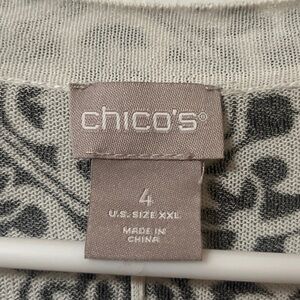 chico's®
4
U.S. SIZE XXL
MADE IN
CHINA